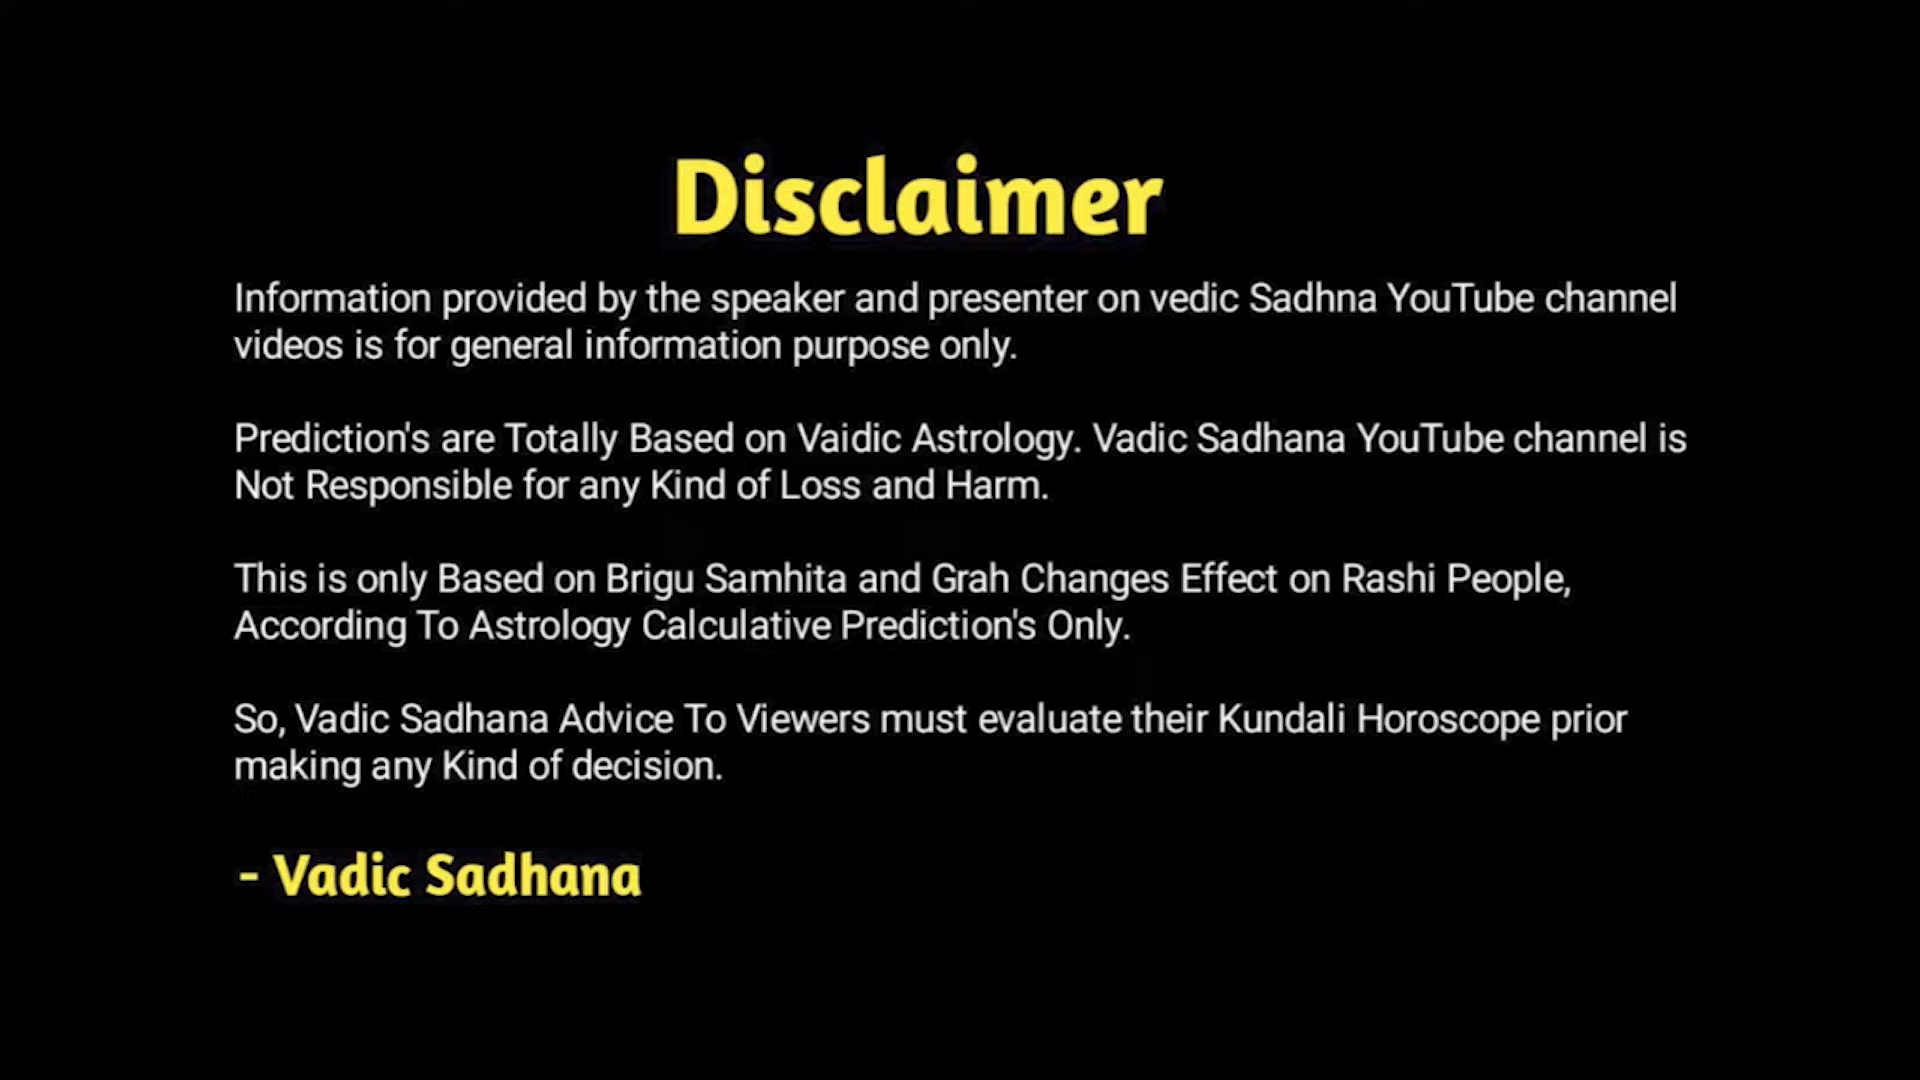 Disclaimer
Information provided by the speaker and presenter on vedic Sadhna YouTube channel
videos is for general information purpose only.
Prediction's are Totally Based on Vaidic Astrology. Vadic Sadhana YouTube channel is
Not Responsible for any Kind of Loss and Harm.
This is only Based on Brigu Samhita and Grah Changes Effect on Rashi People,
According To Astrology Calculative Prediction's Only.
So, Vadic Sadhana Advice To Viewers must evaluate their Kundali Horoscope prior
making any Kind of decision.
- Vadic Sadhana